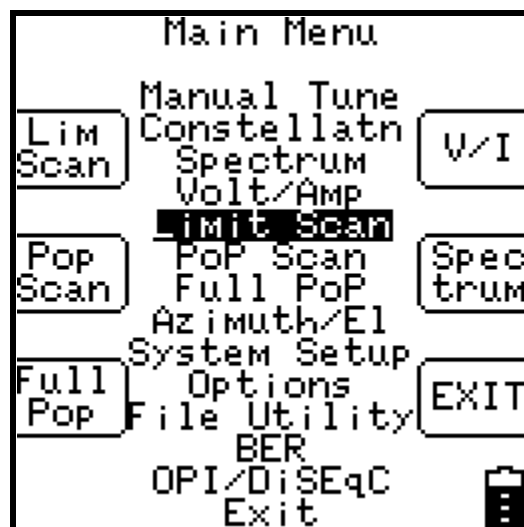 Main Menu
Manual Tune
Lim
Scan
Constellatn
V/I
Spectrum
Volt/Amp
Limit Scan
Pop
Scan
PoP Scan
Spec
trum
Full PoP
Azimuth/El
System Setup
Full
Pop
Options
EXIT
File Utility
BER
OPI/DiSEqC
Exit